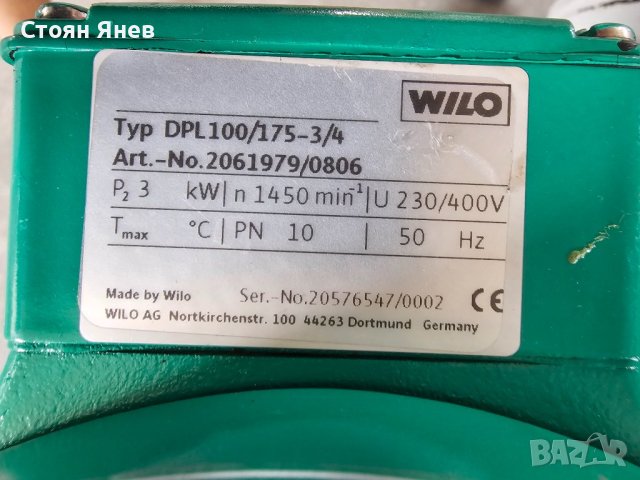 Стоян Янев
WILO
Typ DPL100/175-3/4
Art.-No.2061979/0806
P2 3 kW n 1450 min-1 U 230/400V
Tmax °C PN 10 50 Hz
Made by Wilo Ser.-No.20576547/0002 CE
WILO AG Nortkirchenstr. 100 44263 Dortmund Germany
BAZAR